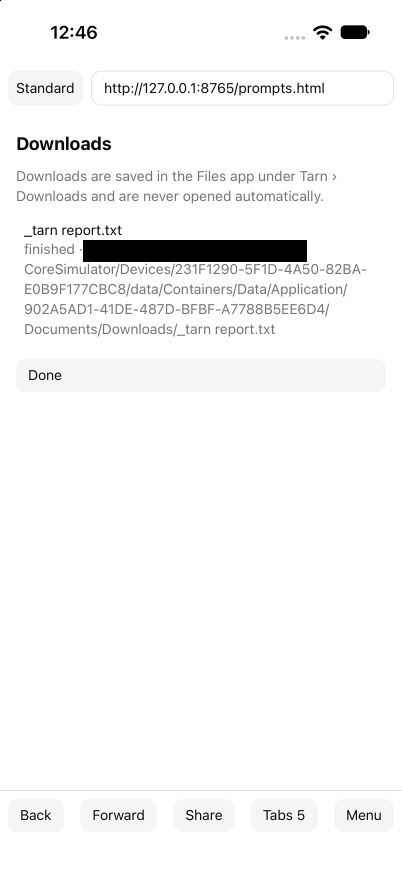 12:46
Standard
http://127.0.0.1:8765/prompts.html
Downloads
Downloads are saved in the Files app under Tarn ›
Downloads and are never opened automatically.
_tarn report.txt
finished ·
CoreSimulator/Devices/231F1290-5F1D-4A50-82BA-
E0B9F177CBC8/data/Containers/Data/Application/
902A5AD1-41DE-487D-BFBF-A7788B5EE6D4/
Documents/Downloads/_tarn report.txt
Done
Back
Forward
Share
Tabs 5
Menu